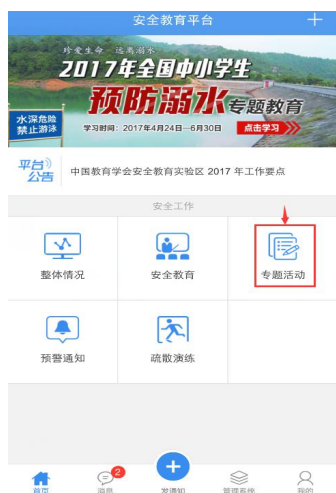 安全教育平台
珍爱生命 远离溺水
2017年全国中小学生
预防溺水专题教育
水深危险
禁止游泳
学习时间：2017年4月24日—6月30日
点击学习
平台
公告
中国教育学会安全教育实验区 2017 年工作要点
安全工作
整体情况
安全教育
专题活动
预警通知
疏散演练
2
首页
消息
发通知
管理系统
我的